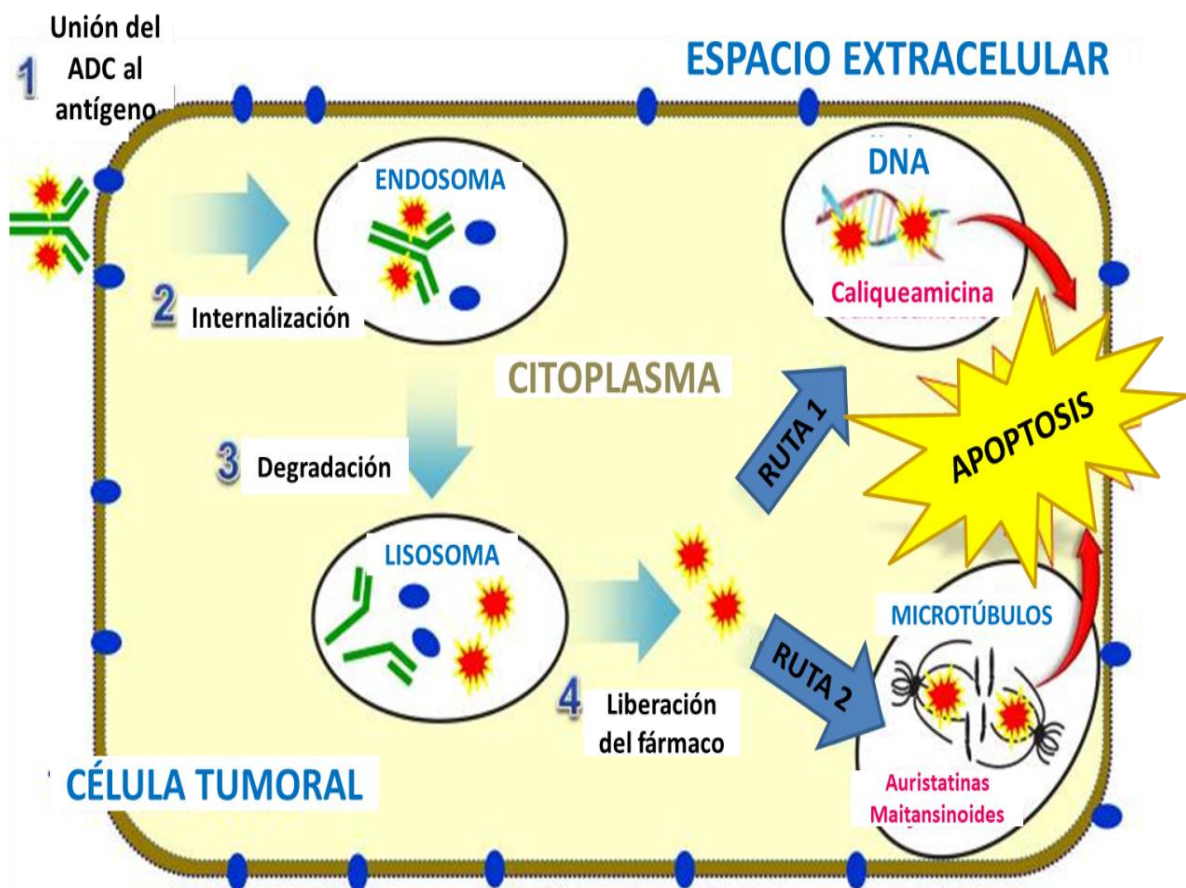 1
Unión del
ADC al
antígeno
ESPACIO EXTRACELULAR
ENDOSOMA
DNA
Caliqueamicina
2
Internalización
CITOPLASMA
RUTA 1
APOPTOSIS
3
Degradación
LISOSOMA
MICROTÚBULOS
RUTA 2
4
Liberación
del fármaco
Auristatinas
Maitansinoides
CÉLULA TUMORAL